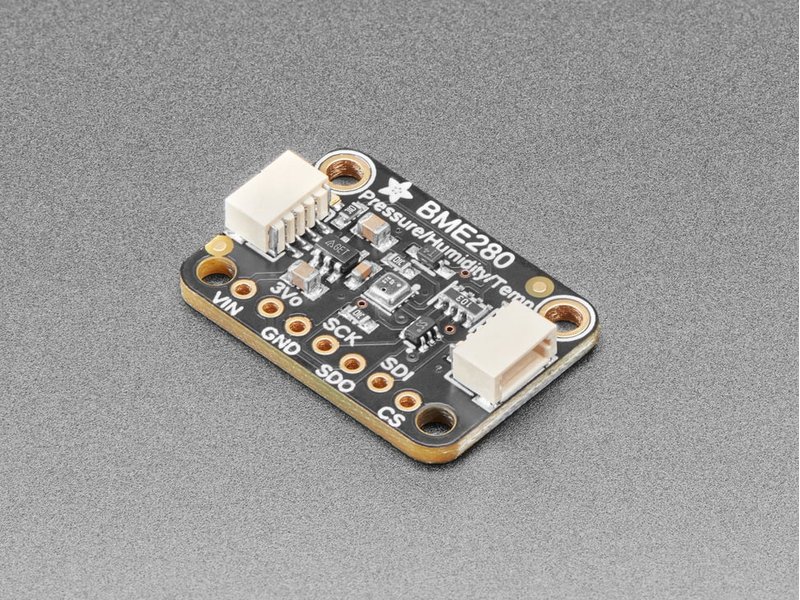 BME280
Pressure/Humidity/Temp
VIN
3Vo
GND
SCK
SDO
SDI
CS